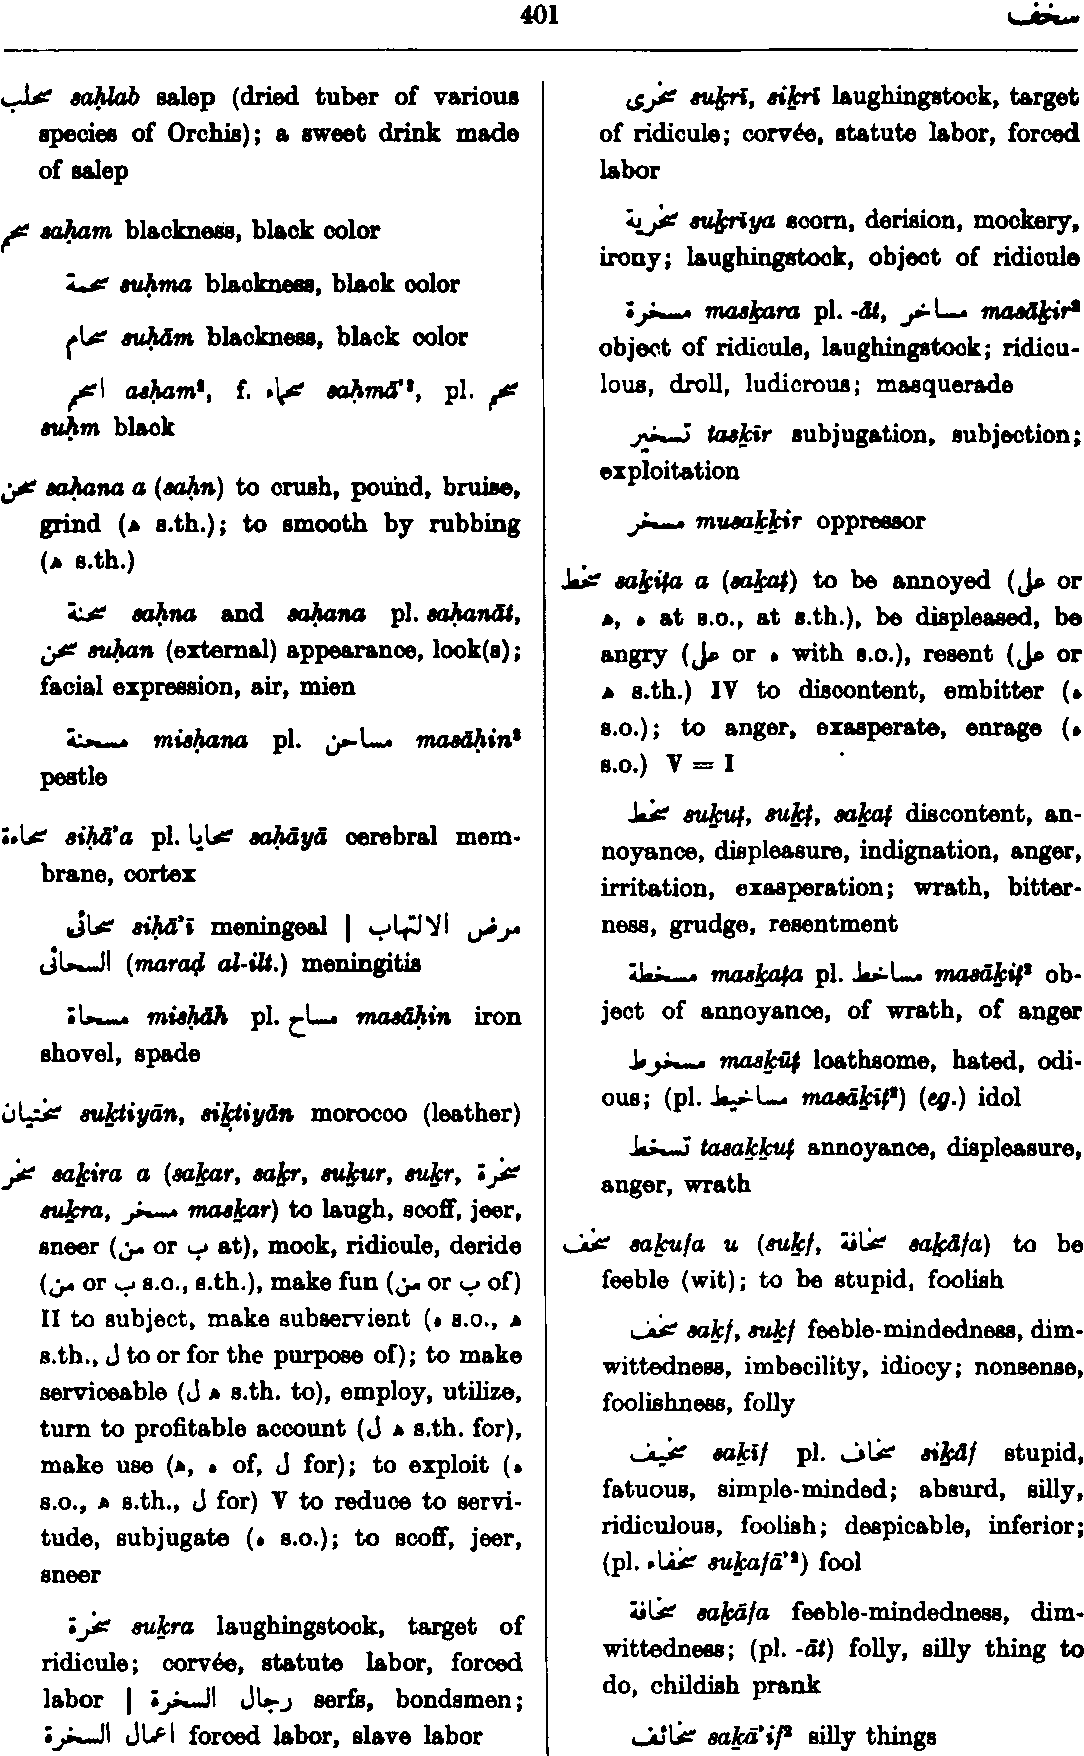 401
سخف
سحلب saḥlab salep (dried tuber of various
species of Orchis); a sweet drink made
of salep
سحم saḥam blackness, black color
سحمة suḥma blackness, black color
سحام suḥām blackness, black color
اسحم asḥam², f. سحماء saḥmā'², pl. سحم
suḥm black
سحن saḥana a (saḥn) to crush, pound, bruise,
grind (ه s.th.); to smooth by rubbing
(ه s.th.)
سحنة saḥna and saḥana pl. saḥanāt,
سحن suḥan (external) appearance, look(s);
facial expression, air, mien
مسحنة misḥana pl. مساحن masāḥin²
pestle
سحاءة siḥā'a pl. سحايا saḥāyā cerebral mem-
brane, cortex
سحائى siḥā'ī meningeal | مرض الالتهاب
السحائى (maraḍ al-ilt.) meningitis
مسحاة misḥāh pl. مساح masāḥin iron
shovel, spade
سختيان suḵtiyān, siḵtiyān morocco (leather)
سخر saḵira a (saḵar, saḵr, suḵur, suḵr, سخرة
suḵra, مسخر masḵar) to laugh, scoff, jeer,
sneer (من or ب at), mock, ridicule, deride
(من or ب s.o., s.th.), make fun (من or ب of)
II to subject, make subservient (ه s.o., ه
s.th., ل to or for the purpose of); to make
serviceable (ل ه s.th. to), employ, utilize,
turn to profitable account (ل ه s.th. for),
make use (ه, ه of, ل for); to exploit (ه
s.o., ه s.th., ل for) V to reduce to servi-
tude, subjugate (ه s.o.); to scoff, jeer,
sneer
سخرة suḵra laughingstock, target of
ridicule; corvée, statute labor, forced
labor | رجال السخرة serfs, bondsmen;
اعمال السخرة forced labor, slave labor
سخرى suḵrī, siḵrī laughingstock, target
of ridicule; corvée, statute labor, forced
labor
سخرية suḵrīya scorn, derision, mockery,
irony; laughingstock, object of ridicule
مسخرة masḵara pl. -āt, مساخر masāḵir²
object of ridicule, laughingstock; ridicu-
lous, droll, ludicrous; masquerade
تسخير tasḵīr subjugation, subjection;
exploitation
مسخر musaḵḵir oppressor
سخط saḵiṭa a (saḵaṭ) to be annoyed (على or
ه, ه at s.o., at s.th.), be displeased, be
angry (على or ه with s.o.), resent (على or
ه s.th.) IV to discontent, embitter (ه
s.o.); to anger, exasperate, enrage (ه
s.o.) V = I
سخط suḵuṭ, suḵṭ, saḵaṭ discontent, an-
noyance, displeasure, indignation, anger,
irritation, exasperation; wrath, bitter-
ness, grudge, resentment
مسخطة masḵaṭa pl. مساخط masāḵiṭ² ob-
ject of annoyance, of wrath, of anger
مسخوط masḵūṭ loathsome, hated, odi-
ous; (pl. مساخيط masāḵīṭ²) (eg.) idol
تسخط tasaḵḵuṭ annoyance, displeasure,
anger, wrath
سخف saḵufa u (suḵf, سخافة saḵāfa) to be
feeble (wit); to be stupid, foolish
سخف saḵf, suḵf feeble-mindedness, dim-
wittedness, imbecility, idiocy; nonsense,
foolishness, folly
سخيف saḵīf pl. سخاف siḵāf stupid,
fatuous, simple-minded; absurd, silly,
ridiculous, foolish; despicable, inferior;
(pl. سخفاء suḵafā'²) fool
سخافة saḵāfa feeble-mindedness, dim-
wittedness; (pl. -āt) folly, silly thing to
do, childish prank
سخائف saḵā'if² silly things